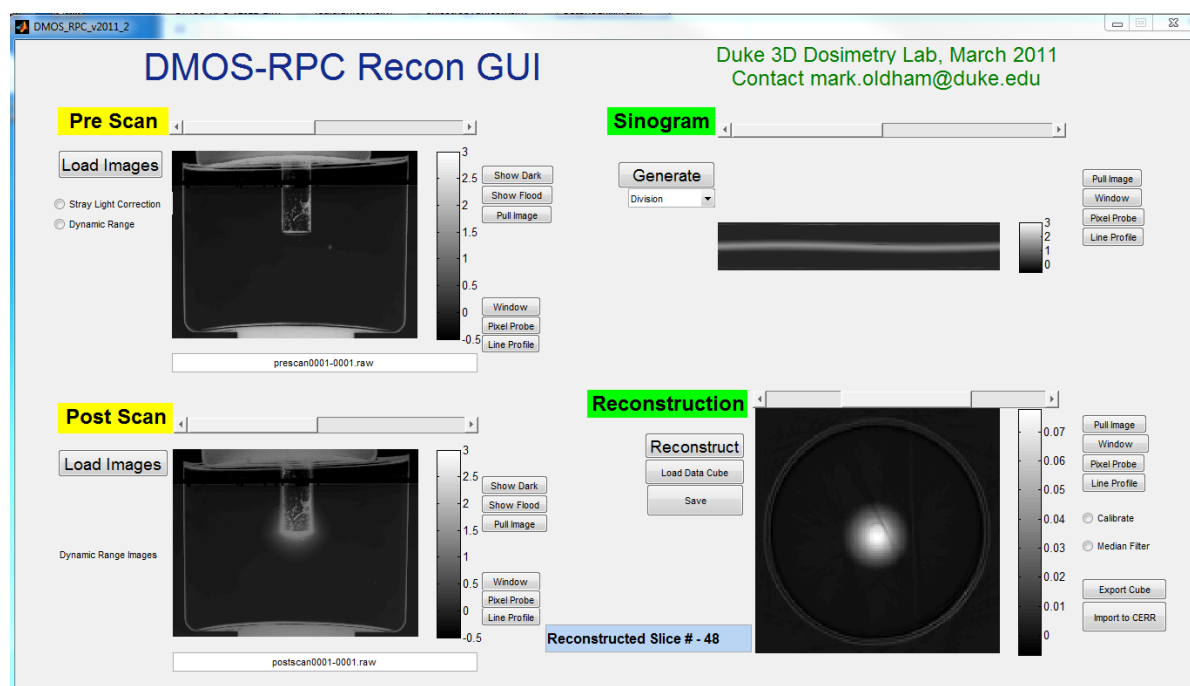 DMOS_RPC_v2011_2
DMOS-RPC Recon GUI
Duke 3D Dosimetry Lab, March 2011
Contact mark.oldham@duke.edu
Pre Scan
Load Images
Stray Light Correction
Dynamic Range
3
2.5
2
1.5
1
0.5
0
-0.5
Show Dark
Show Flood
Pull Image
Window
Pixel Probe
Line Profile
prescan0001-0001.raw
Sinogram
Generate
Division
3
2
1
0
Pull Image
Window
Pixel Probe
Line Profile
Post Scan
Load Images
Dynamic Range Images
3
2.5
2
1.5
1
0.5
0
-0.5
Show Dark
Show Flood
Pull Image
Window
Pixel Probe
Line Profile
postscan0001-0001.raw
Reconstruction
Reconstruct
Load Data Cube
Save
Reconstructed Slice # - 48
0.07
0.06
0.05
0.04
0.03
0.02
0.01
0
Pull Image
Window
Pixel Probe
Line Profile
Calibrate
Median Filter
Export Cube
Import to CERR